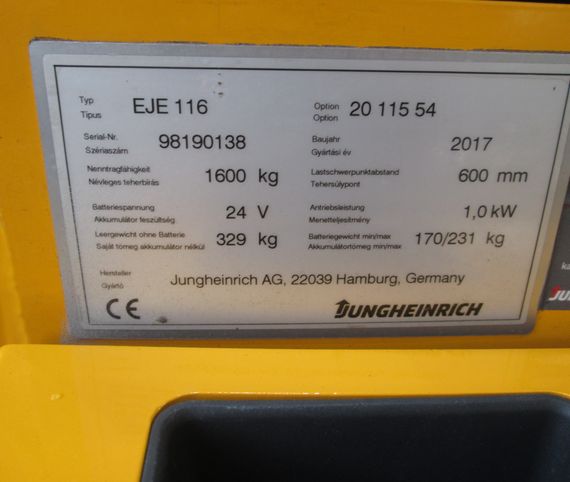 Typ EJE 116 Option 20 115 54
Típus Option
Serial-Nr. 98190138 Baujahr 2017
Szériaszám Gyártási év
Nenntragfähigkeit 1600 kg Lastschwerpunktabstand 600 mm
Névleges teherbírás Tehersúlypont
Batteriespannung 24 V Antriebsleistung 1,0 kW
Akkumulátor feszültség Menetteljesitmény
Leergewicht ohne Batterie 329 kg Batteriegewicht min/max 170/231 kg
Saját tömeg akkumulátor nélkül Akkumulátortömeg min/max
Hersteller Jungheinrich AG, 22039 Hamburg, Germany
Gyártó
CE JUNGHEINRICH